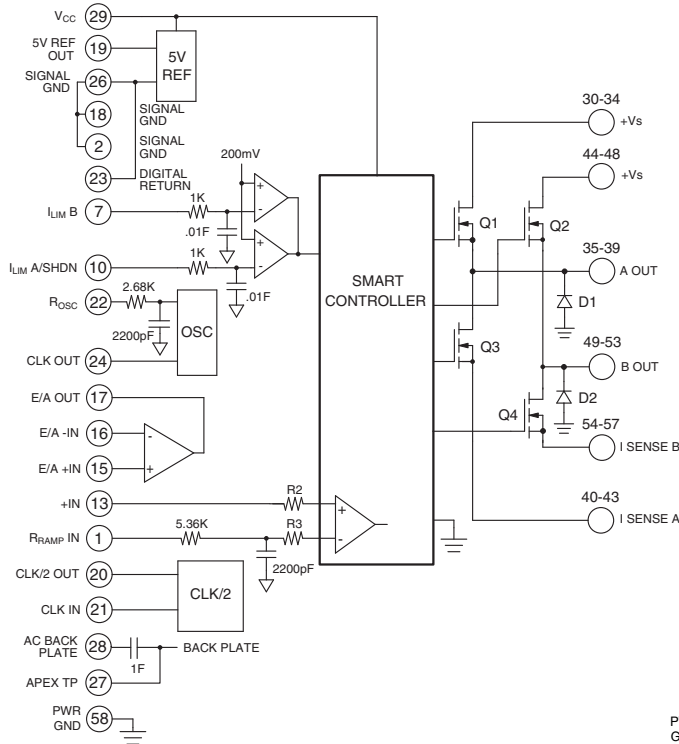 VCC 29
5V REF
OUT 19
5V
REF
SIGNAL
GND 26
18 SIGNAL
GND
2 SIGNAL
GND
23 DIGITAL
RETURN
200mV
ILIM B 7
1K
.01F
ILIM A/SHDN 10
1K
.01F
ROSC 22
2.68K
2200pF
OSC
CLK OUT 24
E/A OUT 17
E/A -IN 16
-
E/A +IN 15
+
+IN 13
R2
RRAMP IN 1
5.36K
R3
2200pF
CLK/2 OUT 20
CLK/2
CLK IN 21
AC BACK
PLATE 28
BACK PLATE
1F
APEX TP 27
PWR
GND 58
+
-
+
-
SMART
CONTROLLER
+
-
30-34
+Vs
44-48
+Vs
Q1
Q2
35-39
A OUT
D1
Q3
49-53
B OUT
D2
Q4
54-57
I SENSE B
40-43
I SENSE A